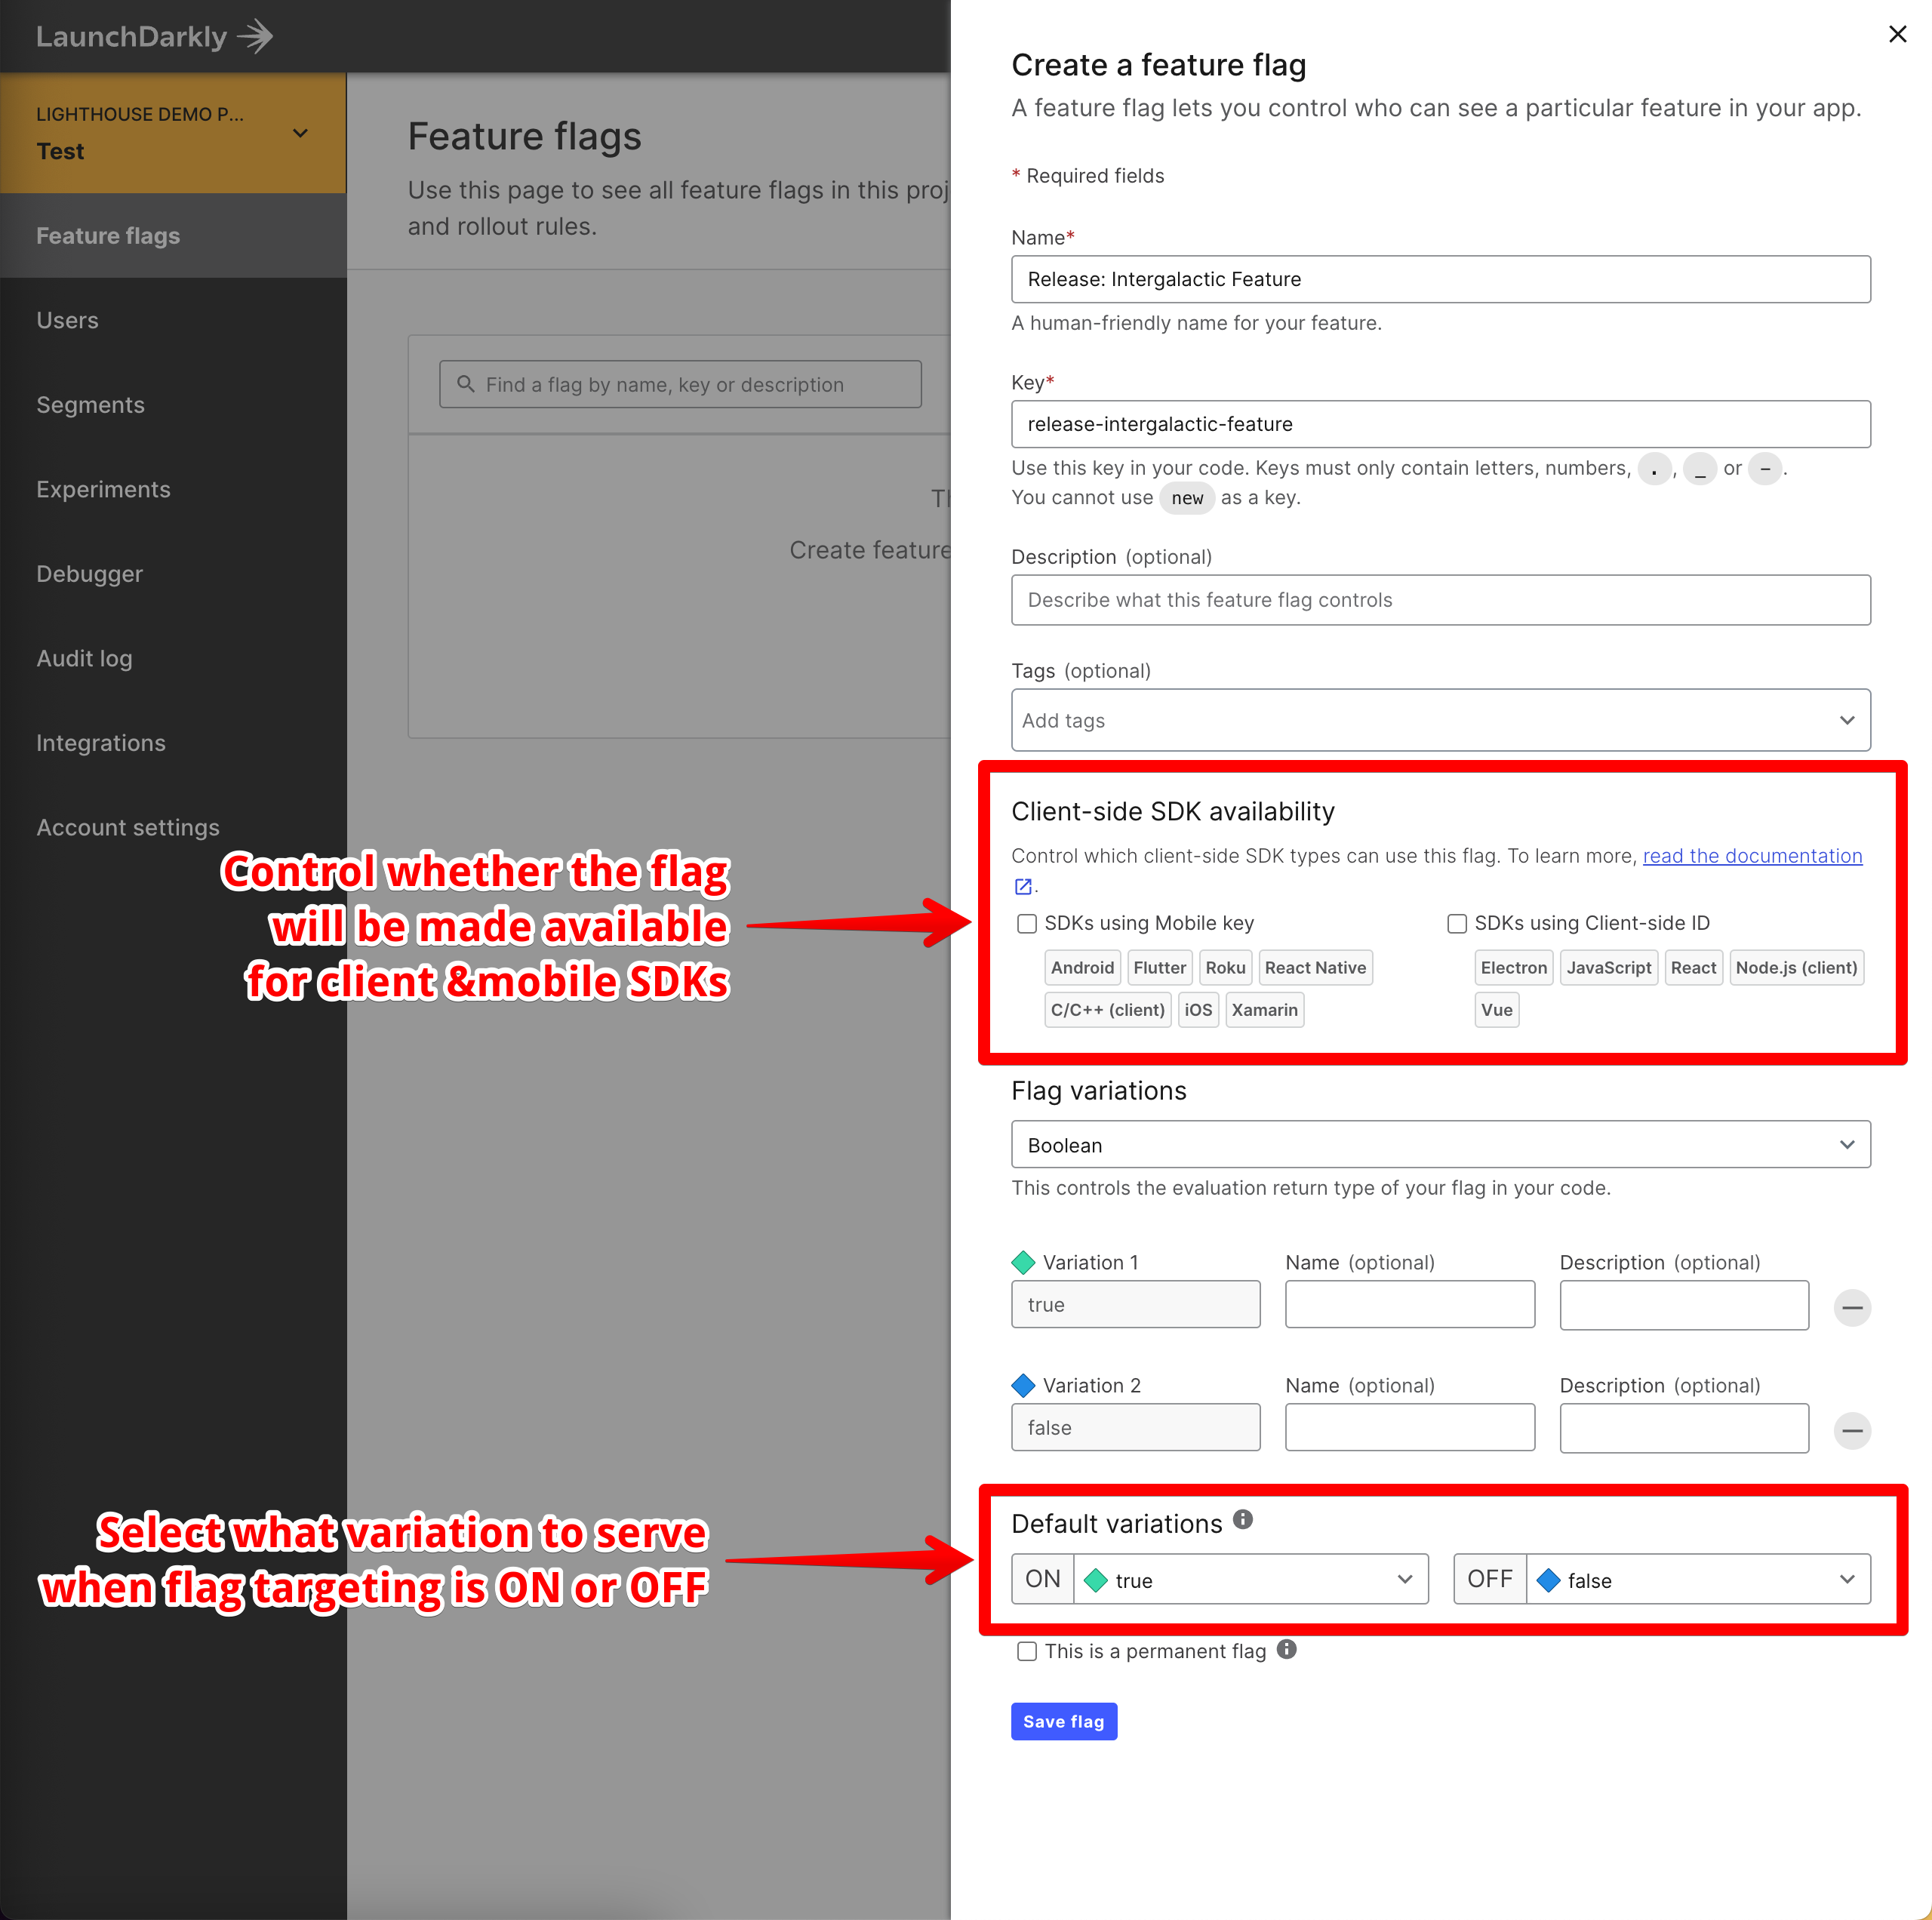 LaunchDarkly
LIGHTHOUSE DEMO P...
Test
Feature flags
Users
Segments
Experiments
Debugger
Audit log
Integrations
Account settings
Feature flags
Use this page to see all feature flags in this proj
and rollout rules.
Find a flag by name, key or description
Create feature
Control whether the flag
will be made available
for client &mobile SDKs
Select what variation to serve
when flag targeting is ON or OFF
Create a feature flag
A feature flag lets you control who can see a particular feature in your app.
* Required fields
Name*
Release: Intergalactic Feature
A human-friendly name for your feature.
Key*
release-intergalactic-feature
Use this key in your code. Keys must only contain letters, numbers, . , _ or - .
You cannot use new as a key.
Description (optional)
Describe what this feature flag controls
Tags (optional)
Add tags
Client-side SDK availability
Control which client-side SDK types can use this flag. To learn more, read the documentation
.
SDKs using Mobile key
Android Flutter Roku React Native
C/C++ (client) iOS Xamarin
SDKs using Client-side ID
Electron JavaScript React Node.js (client)
Vue
Flag variations
Boolean
This controls the evaluation return type of your flag in your code.
Variation 1 Name (optional) Description (optional)
true
Variation 2 Name (optional) Description (optional)
false
Default variations
ON true OFF false
This is a permanent flag
Save flag